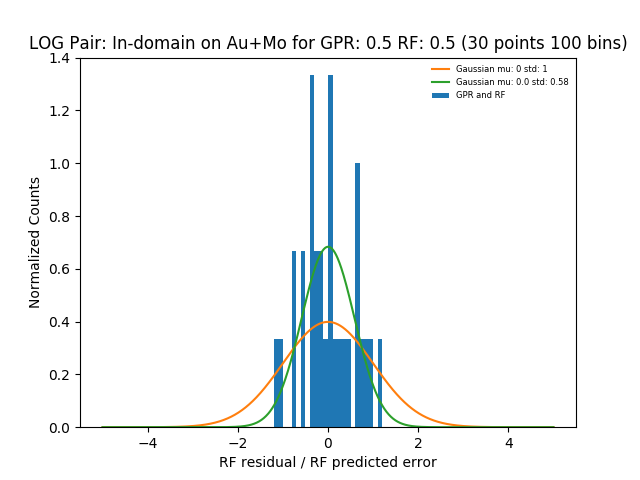 LOG Pair: In-domain on Au+Mo for GPR: 0.5 RF: 0.5 (30 points 100 bins)
Gaussian mu: 0 std: 1
Gaussian mu: 0.0 std: 0.58
GPR and RF
1.4
1.2
1.0
0.8
0.6
0.4
0.2
0.0
Normalized Counts
−4 −2 0 2 4
RF residual / RF predicted error